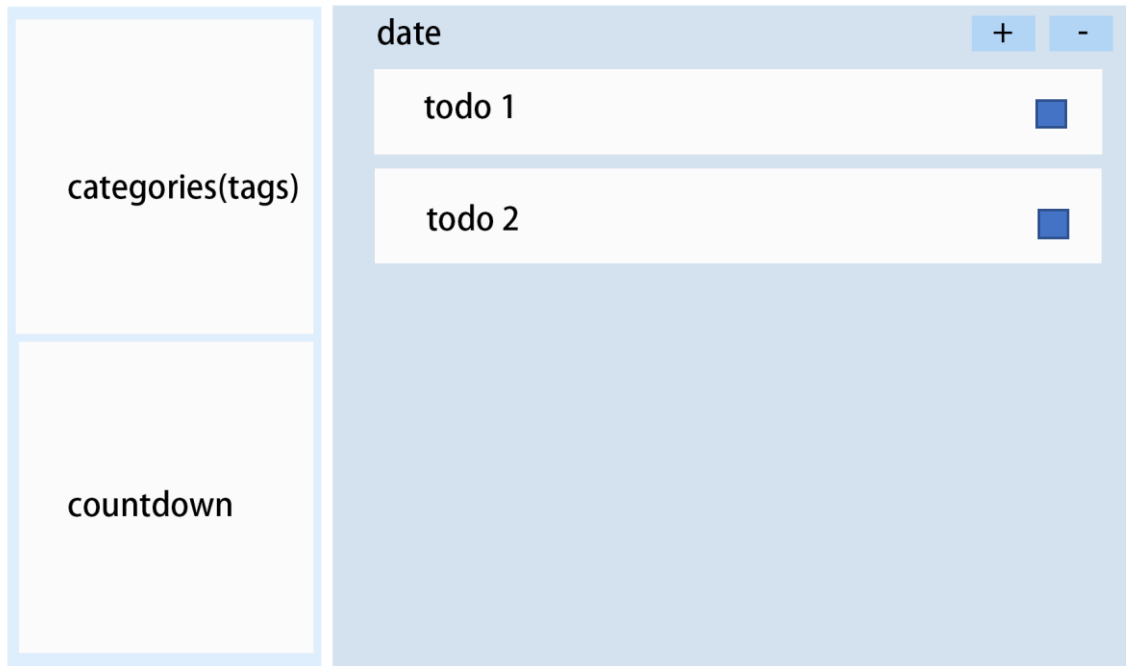 categories(tags)
countdown
date
+ -
todo 1
todo 2